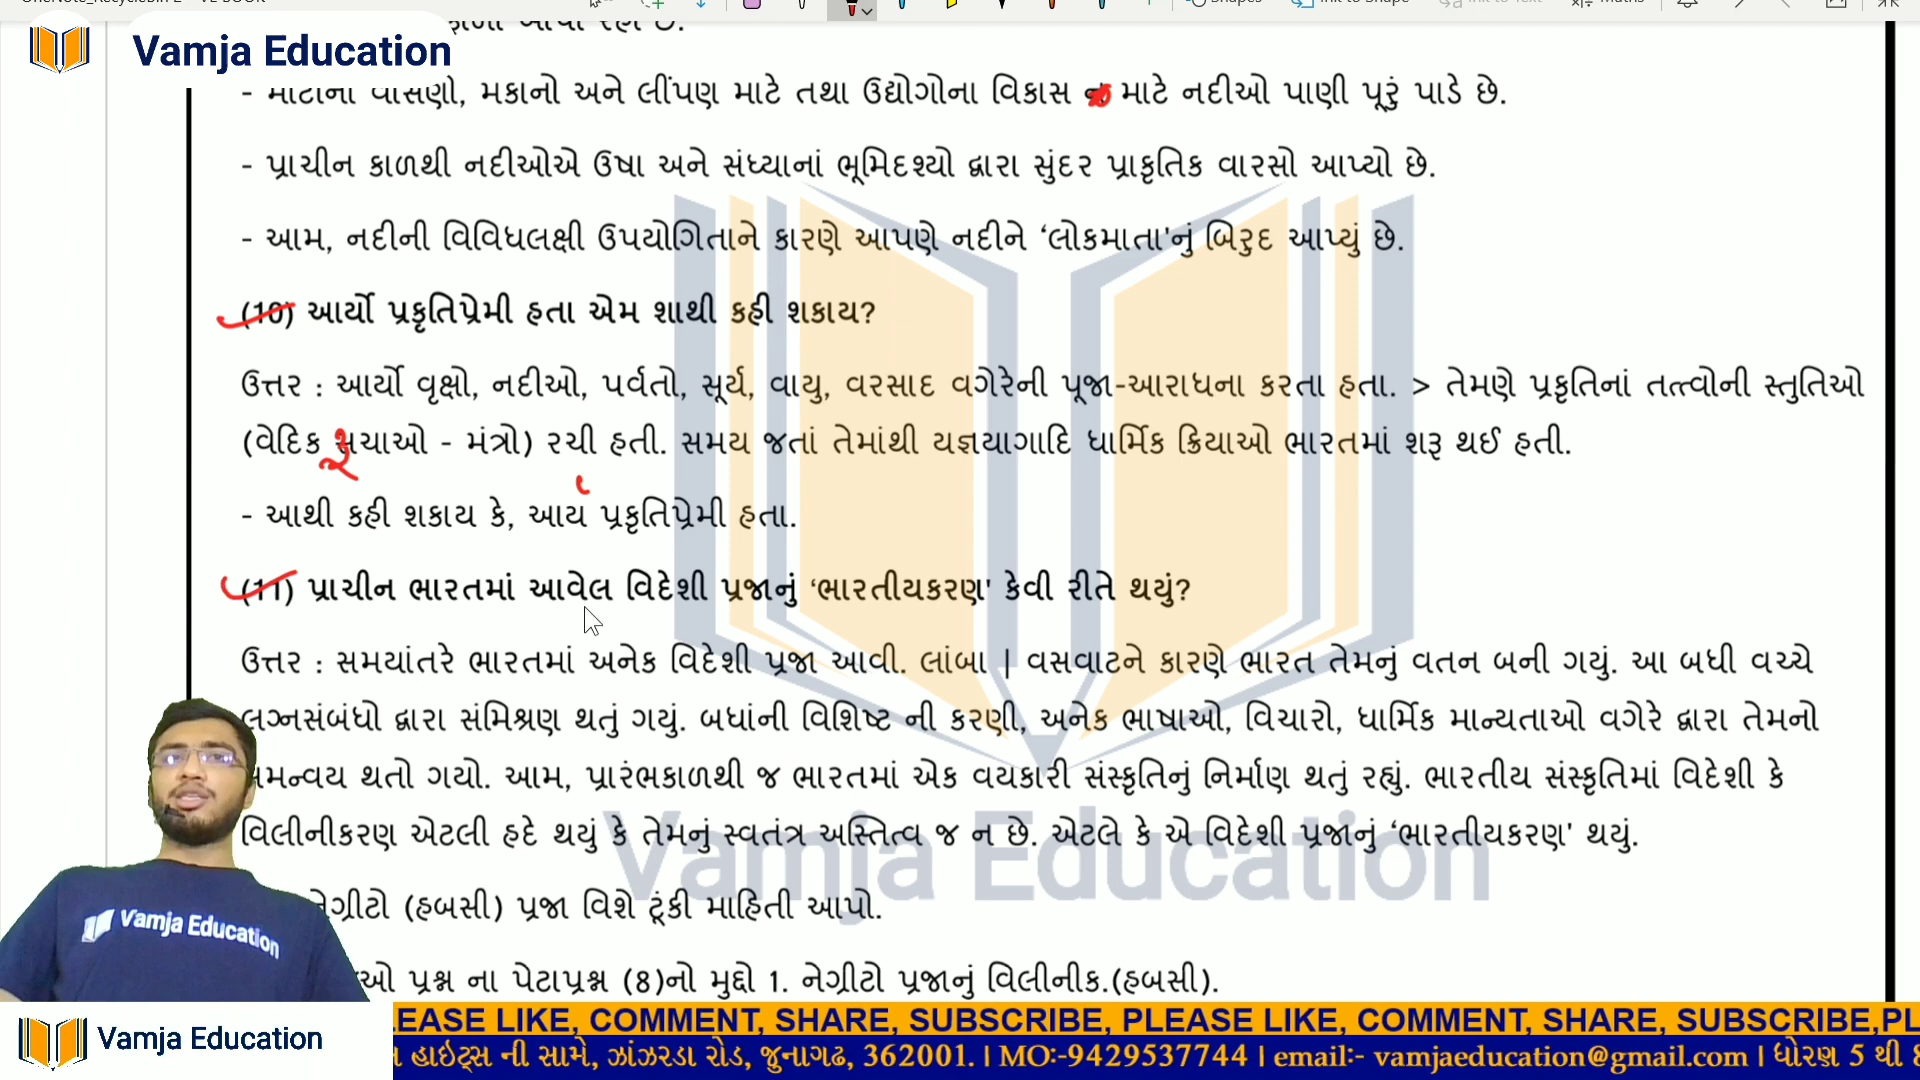 Vamja Education
- માટીનાં વાસણો, મકાનો અને લીંપણ માટે તથા ઉદ્યોગોના વિકાસ માટે નદીઓ પાણી પૂરું પાડે છે.
- પ્રાચીન કાળથી નદીઓએ ઉષા અને સંધ્યાનાં ભૂમિદશ્યો દ્વારા સુંદર પ્રાકૃતિક વારસો આપ્યો છે.
- આમ, નદીની વિવિધલક્ષી ઉપયોગિતાને કારણે આપણે નદીને ‘લોકમાતા'નું બિરુદ આપ્યું છે.
(10) આર્યો પ્રકૃતિપ્રેમી હતા એમ શાથી કહી શકાય?
ઉત્તર : આર્યો વૃક્ષો, નદીઓ, પર્વતો, સૂર્ય, વાયુ, વરસાદ વગેરેની પૂજા-આરાધના કરતા હતા. > તેમણે પ્રકૃતિનાં તત્ત્વોની સ્તુતિઓ
(વેદિક ચાઓ - મંત્રો) રચી હતી. સમય જતાં તેમાંથી યજ્ઞયાગાદિ ધાર્મિક ક્રિયાઓ ભારતમાં શરૂ થઈ હતી.
- આથી કહી શકાય કે, આય પ્રકૃતિપ્રેમી હતા.
(11) પ્રાચીન ભારતમાં આવેલ વિદેશી પ્રજાનું ‘ભારતીયકરણ' કેવી રીતે થયું?
ઉત્તર : સમયાંતરે ભારતમાં અનેક વિદેશી પ્રજા આવી. લાંબા | વસવાટને કારણે ભારત તેમનું વતન બની ગયું. આ બધી વચ્ચે
લગ્નસંબંધો દ્વારા સંમિશ્રણ થતું ગયું. બધાંની વિશિષ્ટ ની કરણી, અનેક ભાષાઓ, વિચારો, ધાર્મિક માન્યતાઓ વગેરે દ્વારા તેમનો
મન્વય થતો ગયો. આમ, પ્રારંભકાળથી જ ભારતમાં એક વયકારી સંસ્કૃતિનું નિર્માણ થતું રહ્યું. ભારતીય સંસ્કૃતિમાં વિદેશી કે
વિલીનીકરણ એટલી હદે થયું કે તેમનું સ્વતંત્ર અસ્તિત્વ જ ન છે. એટલે કે એ વિદેશી પ્રજાનું ‘ભારતીયકરણ' થયું.
નેગ્રીટો (હબસી) પ્રજા વિશે ટૂંકી માહિતી આપો.
ઓ પ્રશ્ન ના પેટાપ્રશ્ન (8)નો મુદ્દો 1. નેગ્રીટો પ્રજાનું વિલીનીક.(હબસી).
Vamja Education
Vamja Education
Vamja Education
LEASE LIKE, COMMENT, SHARE, SUBSCRIBE, PLEASE LIKE, COMMENT, SHARE, SUBSCRIBE,PL
હાઇટ્સ ની સામે, ઝાંઝરડા રોડ, જુનાગઢ, 362001. | MO:-9429537744 | email:- vamjaeducation@gmail.com | ધોરણ 5 થી 8